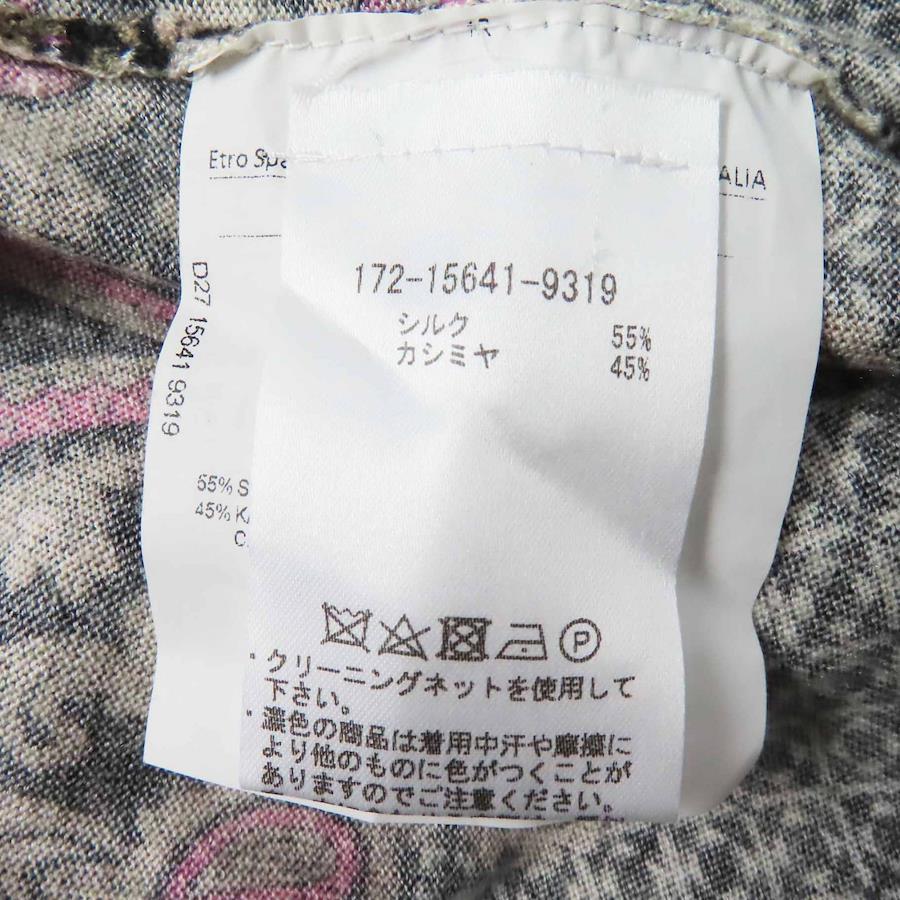 Etro Spa
ALIA
D27 15641 9319
172-15641-9319
シルク 55%
カシミヤ 45%
55% S
45% K
C
P
・クリーニングネットを使用して
下さい。
・濃色の商品は着用中汗や摩擦に
より他のものに色がつくことが
ありますのでご注意ください。